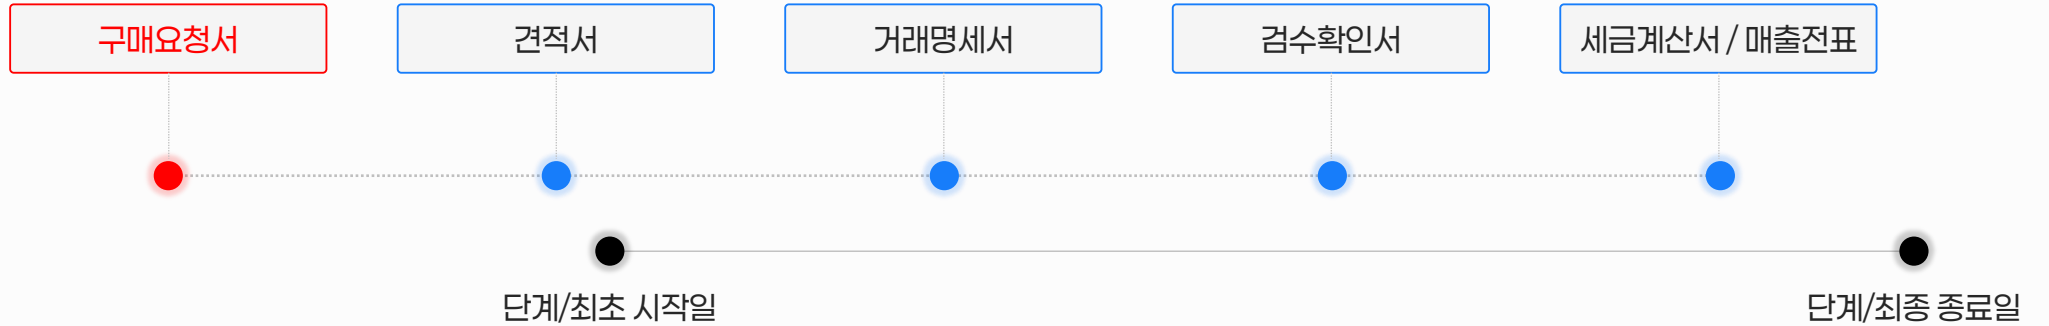 구매요청서
견적서
거래명세서
검수확인서
세금계산서 / 매출전표
단계/최초 시작일
단계/최종 종료일